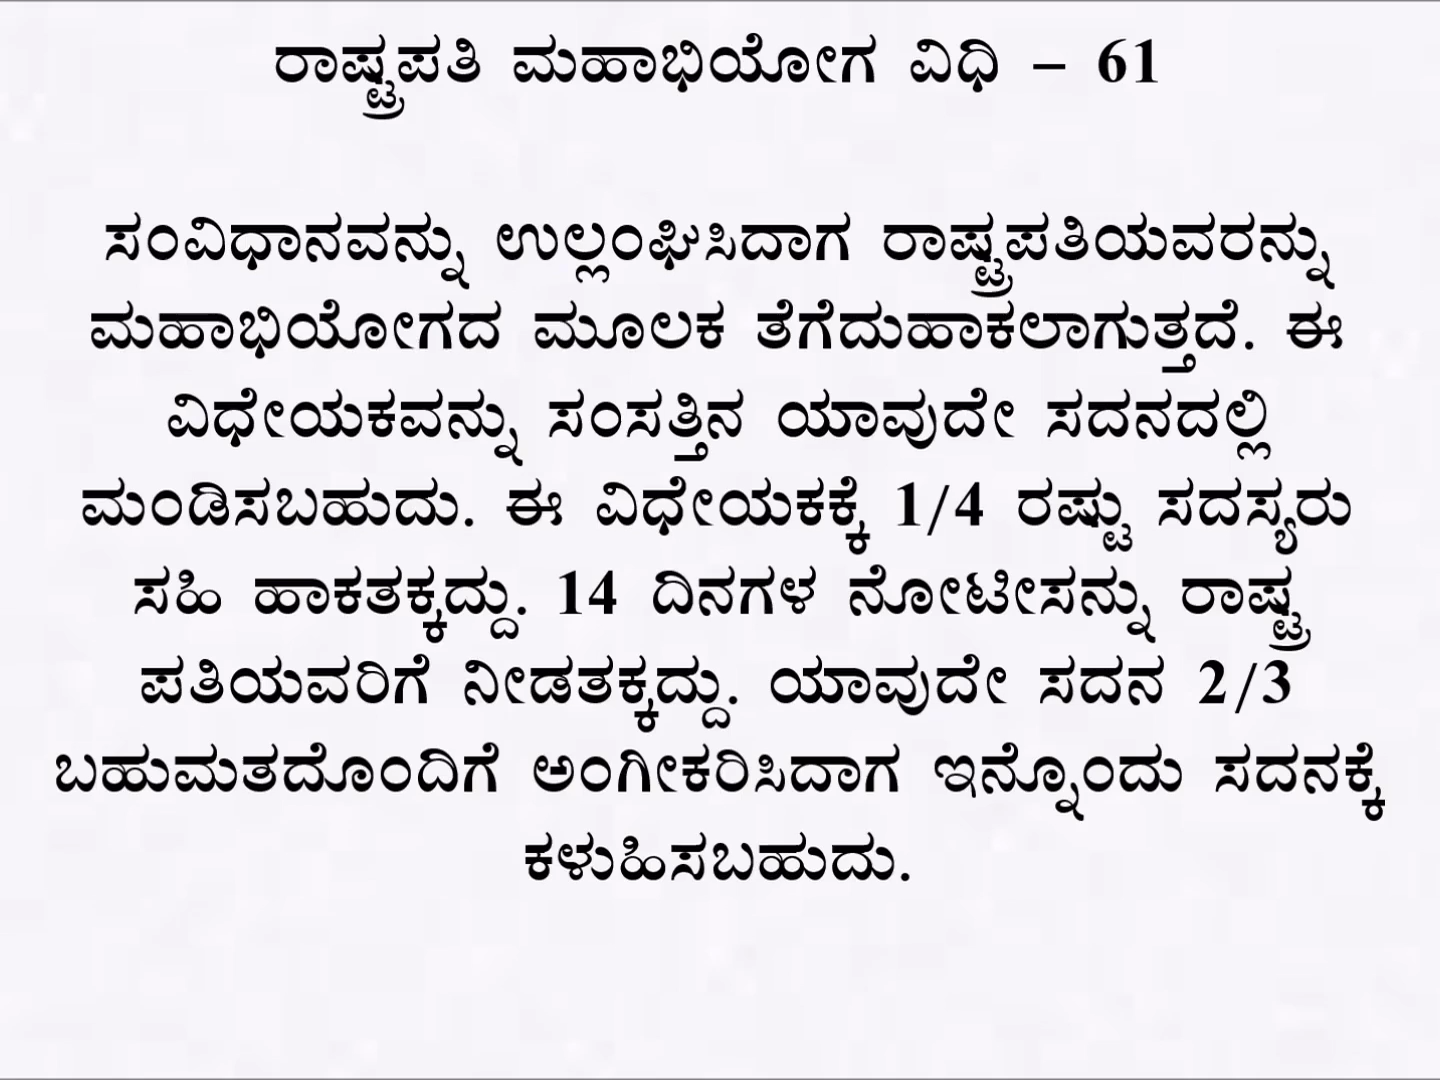 ರಾಷ್ಟ್ರಪತಿ ಮಹಾಭಿಯೋಗ ವಿಧಿ – 61
ಸಂವಿಧಾನವನ್ನು ಉಲ್ಲಂಘಿಸಿದಾಗ ರಾಷ್ಟ್ರಪತಿಯವರನ್ನು
ಮಹಾಭಿಯೋಗದ ಮೂಲಕ ತೆಗೆದುಹಾಕಲಾಗುತ್ತದೆ. ಈ
ವಿಧೇಯಕವನ್ನು ಸಂಸತ್ತಿನ ಯಾವುದೇ ಸದನದಲ್ಲಿ
ಮಂಡಿಸಬಹುದು. ಈ ವಿಧೇಯಕಕ್ಕೆ 1/4 ರಷ್ಟು ಸದಸ್ಯರು
ಸಹಿ ಹಾಕತಕ್ಕದ್ದು. 14 ದಿನಗಳ ನೋಟೀಸನ್ನು ರಾಷ್ಟ್ರ
ಪತಿಯವರಿಗೆ ನೀಡತಕ್ಕದ್ದು. ಯಾವುದೇ ಸದನ 2/3
ಬಹುಮತದೊಂದಿಗೆ ಅಂಗೀಕರಿಸಿದಾಗ ಇನ್ನೊಂದು ಸದನಕ್ಕೆ
ಕಳುಹಿಸಬಹುದು.